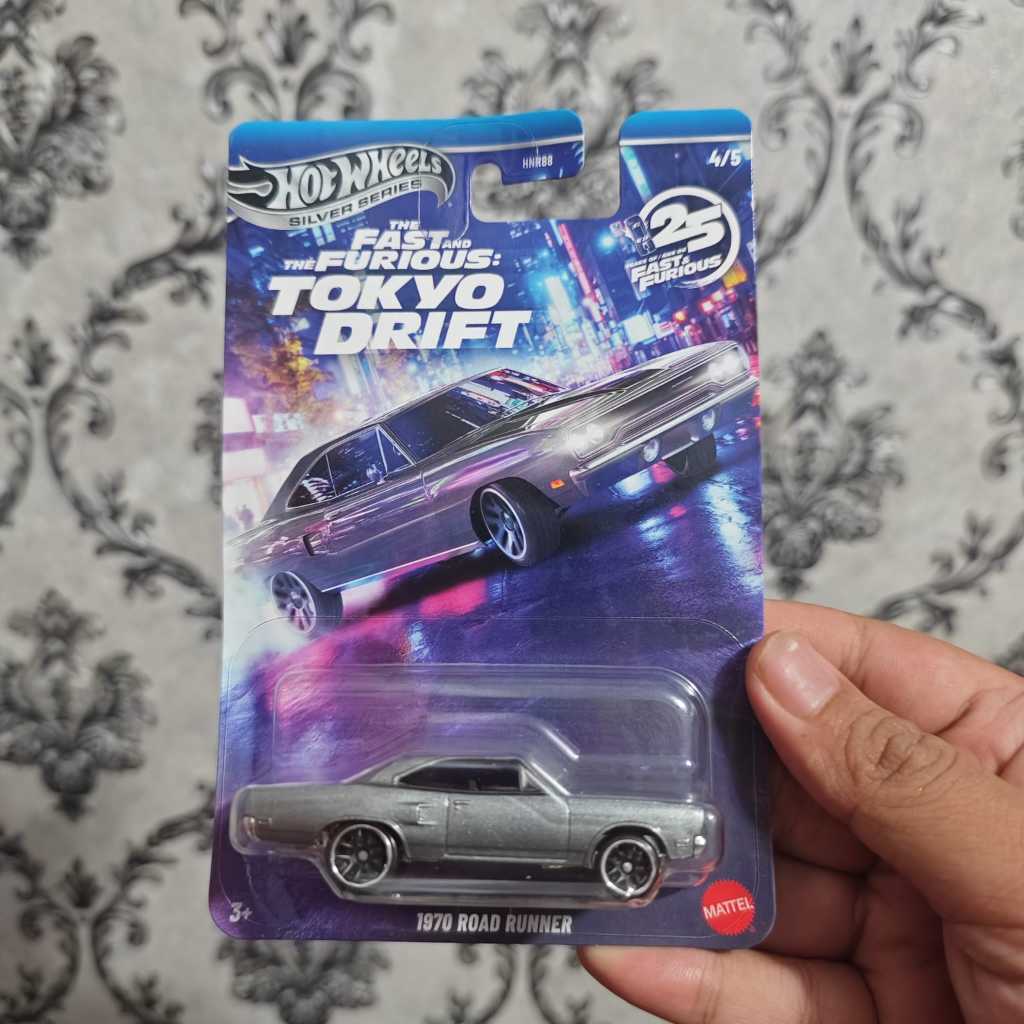 HOT WHEELS
SILVER SERIES
HNR88
4/5
THE
FAST AND
THE FURIOUS:
TOKYO
DRIFT
25
FAST &
FURIOUS
3+
1970 ROAD RUNNER
MATTEL